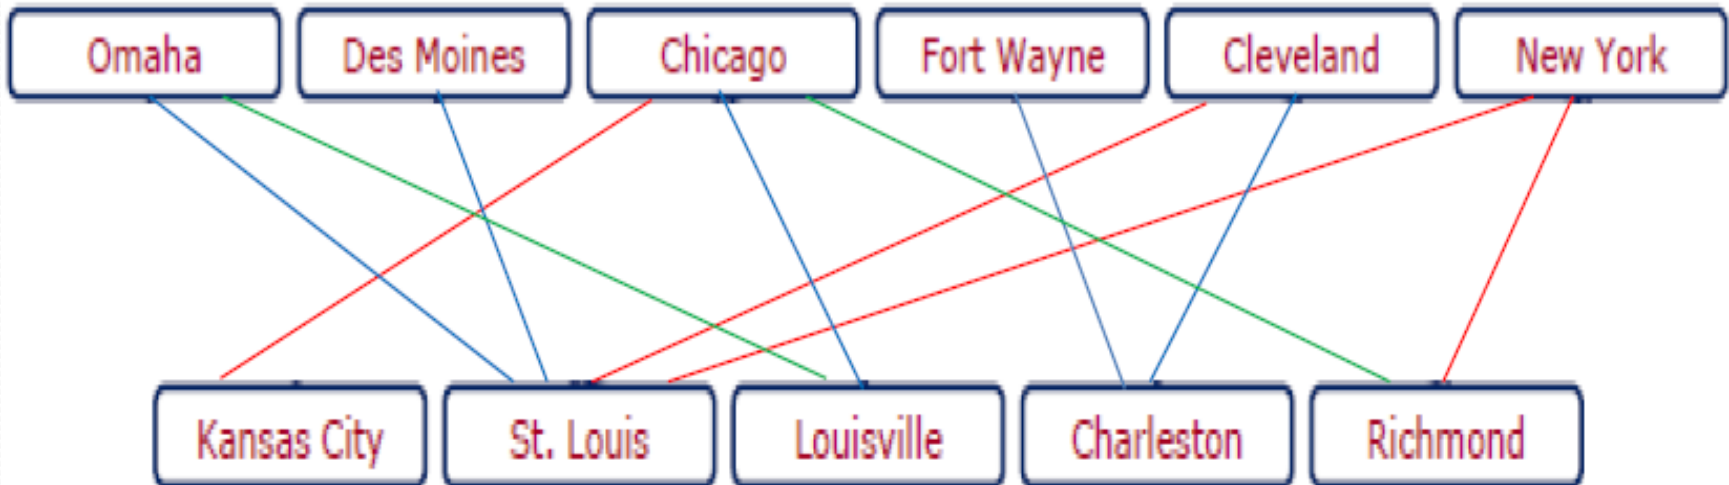 Omaha
Des Moines
Chicago
Fort Wayne
Cleveland
New York
Kansas City
St. Louis
Louisville
Charleston
Richmond